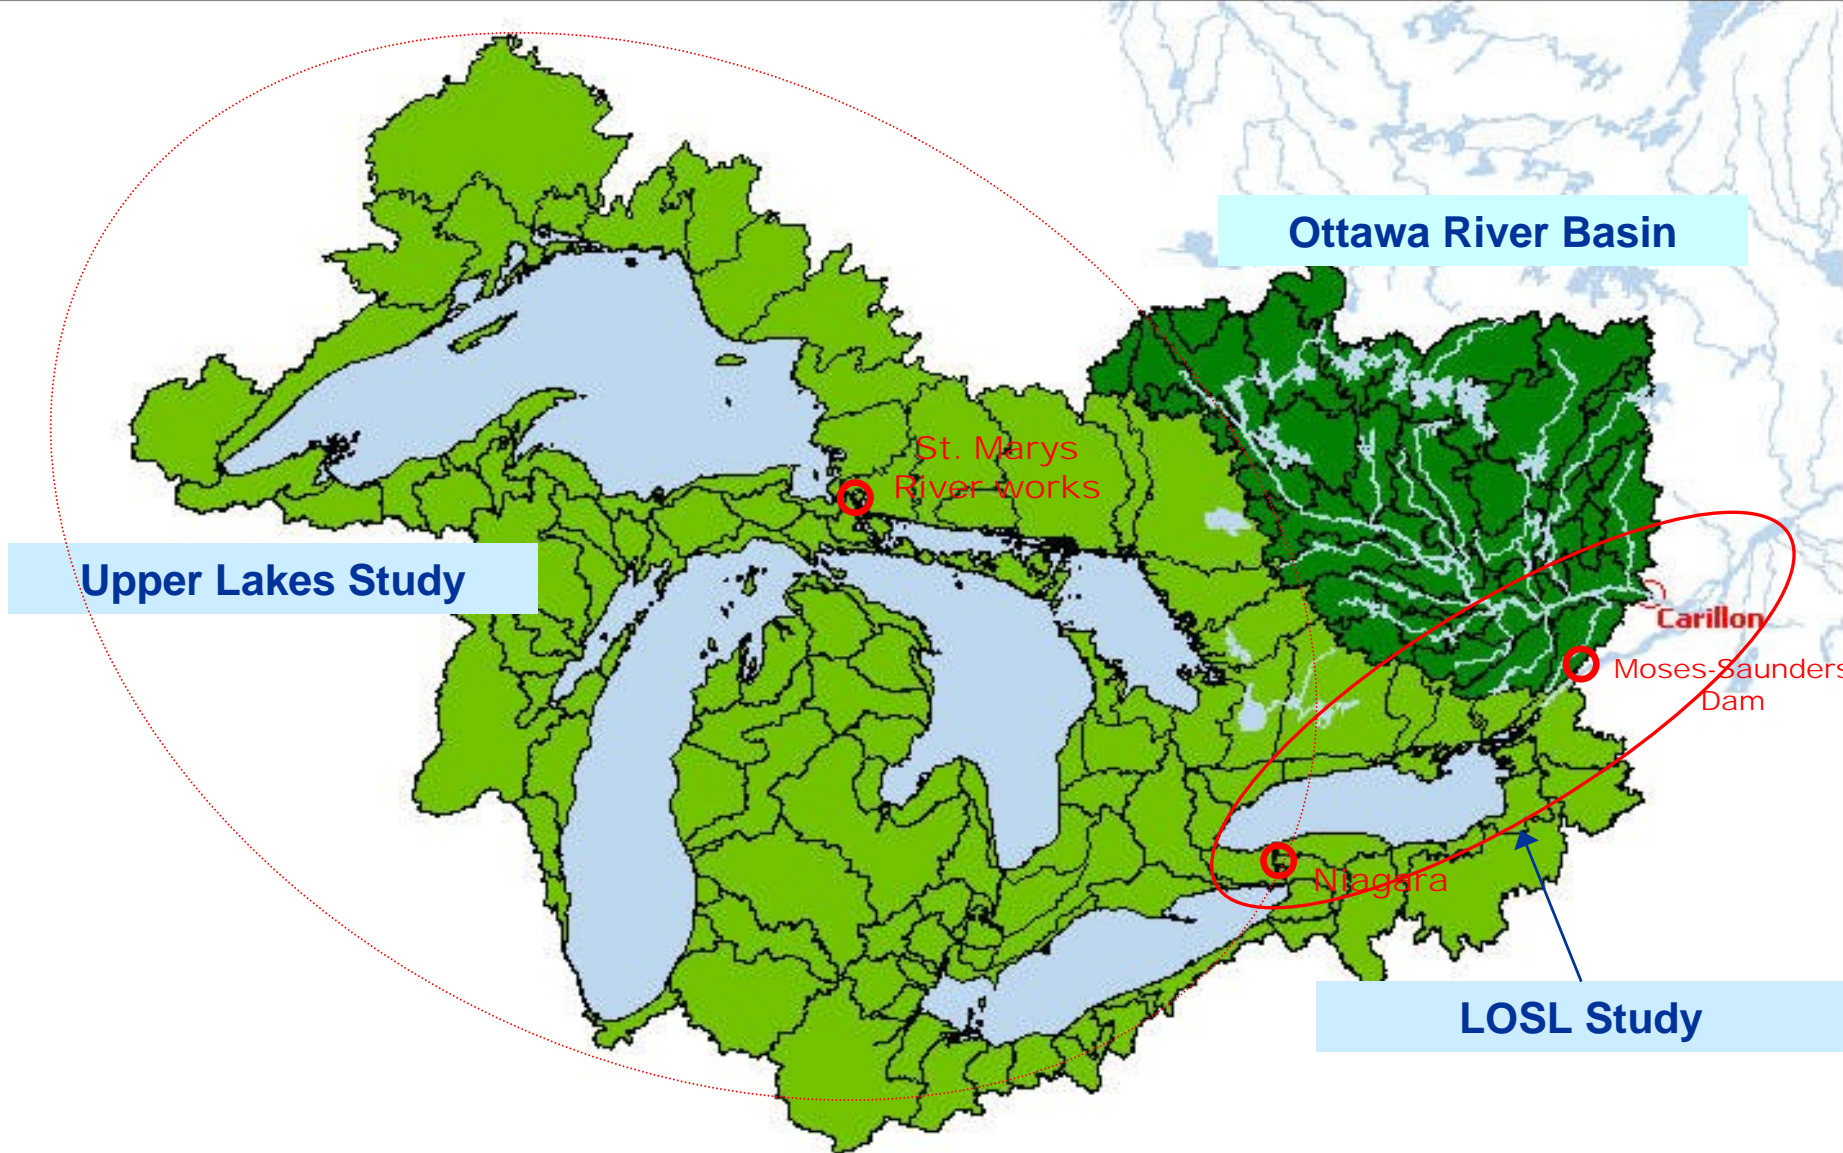 Ottawa River Basin
St. Marys
River works
Upper Lakes Study
Carillon
Moses-Saunders
Dam
Niagara
LOSL Study